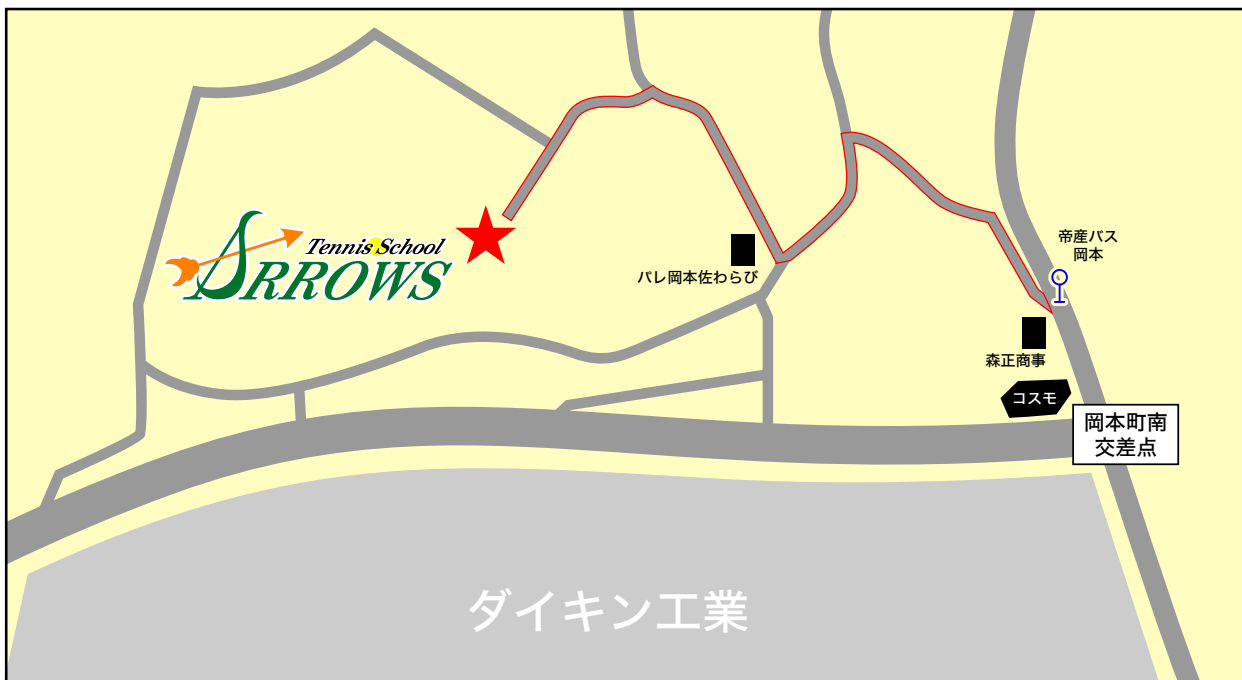 帝産バス
岡本
Tennis School
ARROWS
パレ岡本佐わらび
森正商事
コスモ
岡本町南
交差点
ダイキン工業